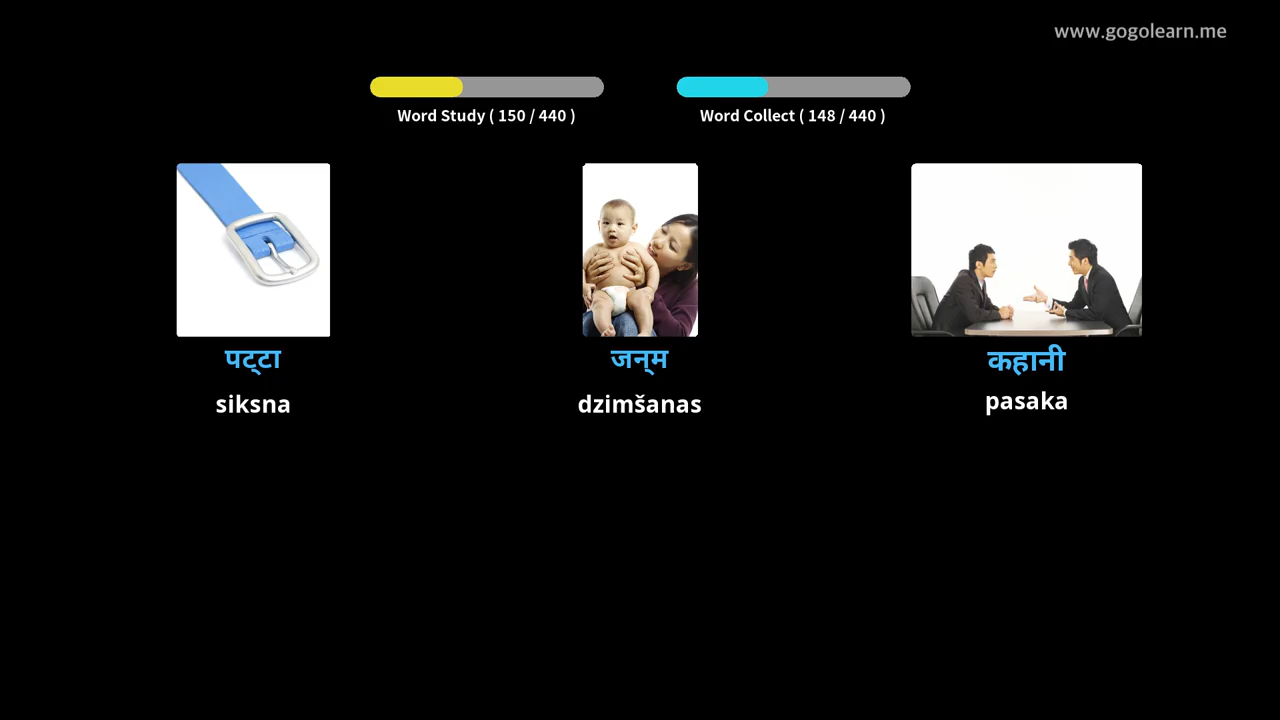 www.gogolearn.me
Word Study ( 150 / 440 )
Word Collect ( 148 / 440 )
पट्‌टा
जन्‌म
कहानी
siksna
dzimšanas
pasaka